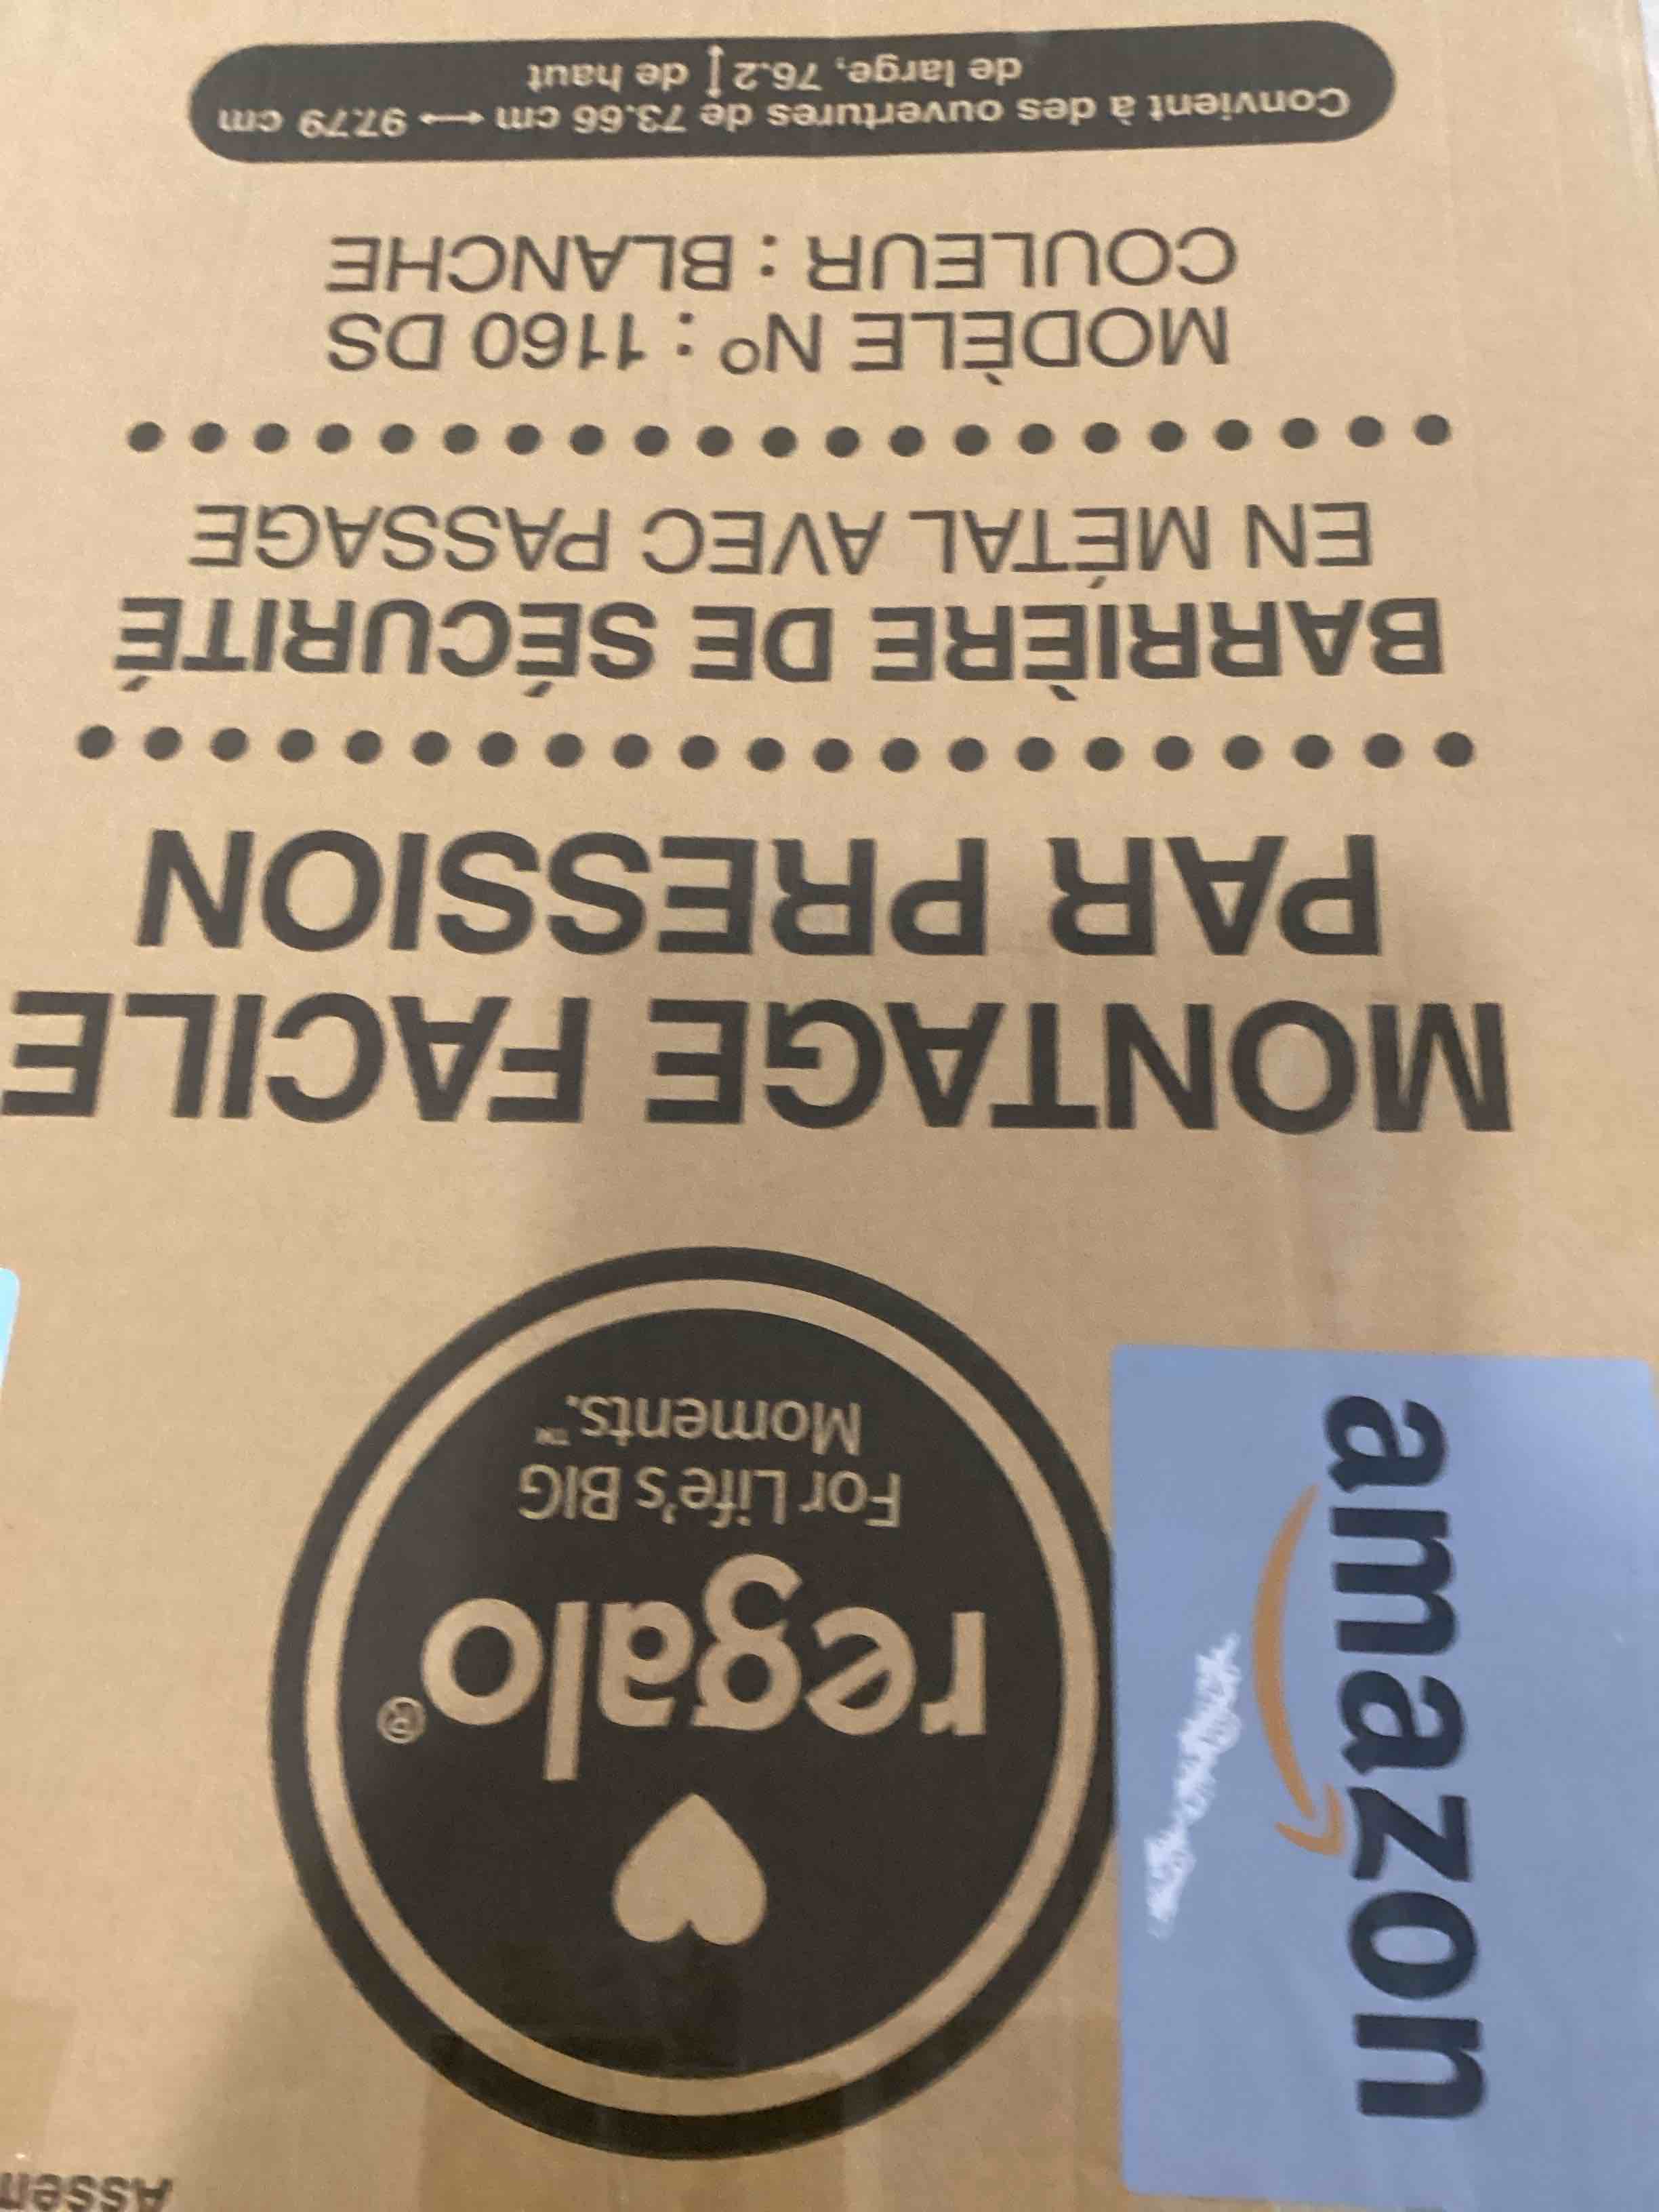 regalo®
For Life's BIG
Moments.™
amazon
MONTAGE FACILE
PAR PRESSION
BARRIÈRE DE SÉCURITÉ
EN MÉTAL AVEC PASSAGE
MODÈLE Nº : 1160 DS
COULEUR : BLANCHE
Convient à des ouvertures de 73.66 cm ⟷ 97.79 cm
de large, 76.2 ↕ de haut